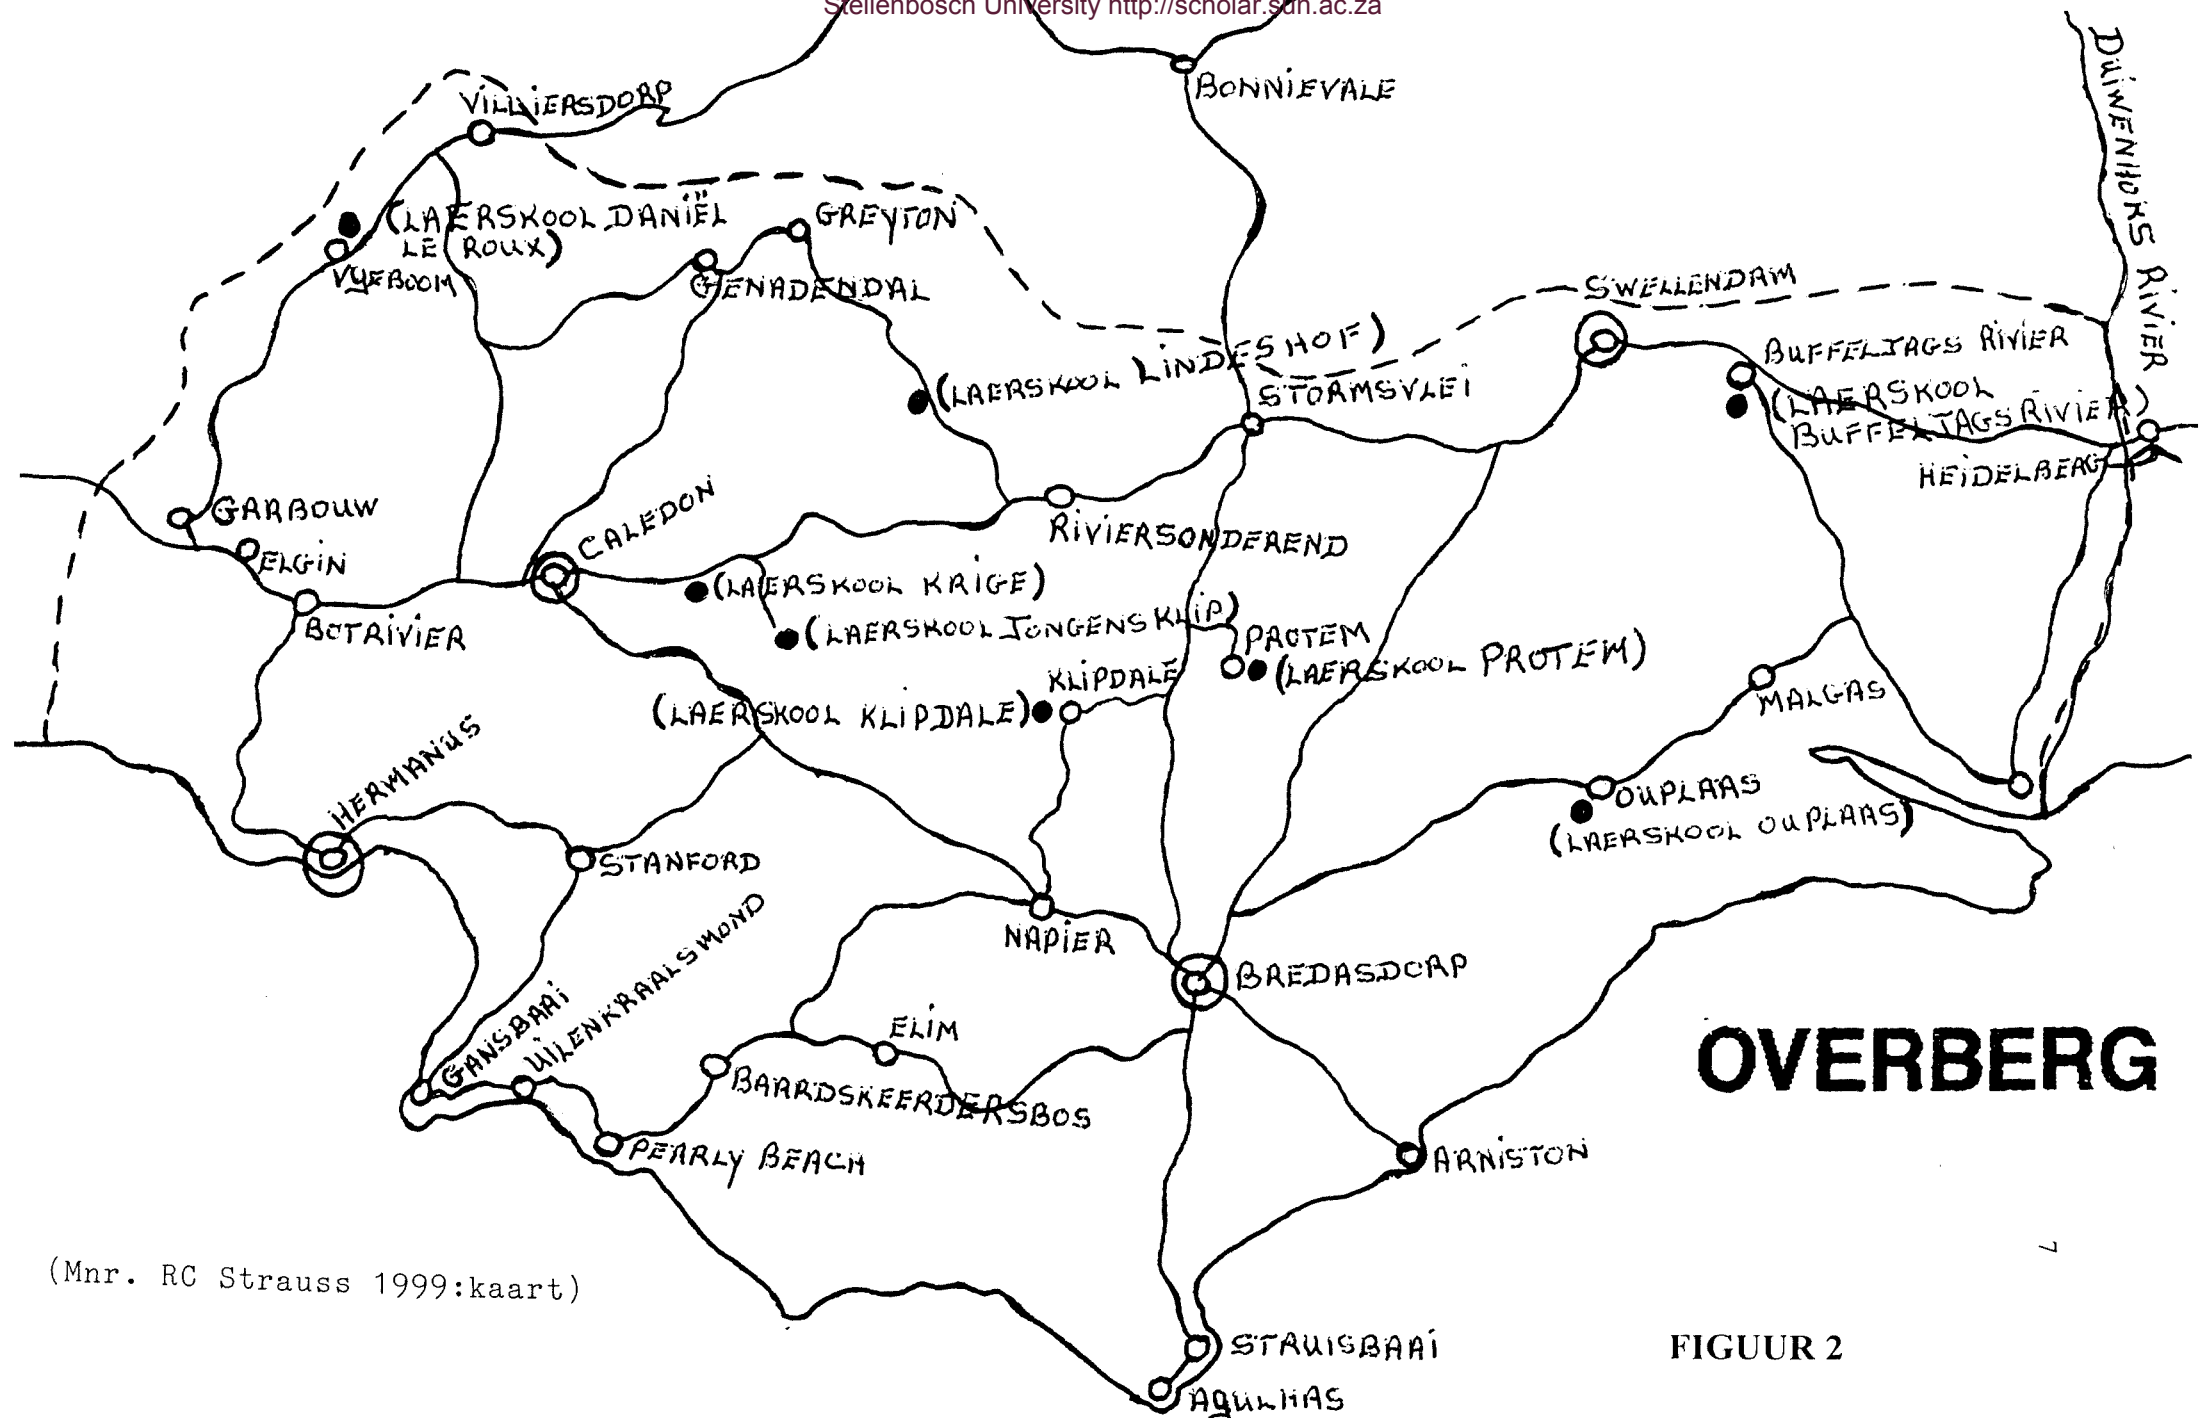 Stellenbosch University http://scholar.sun.ac.za
BONNIEVALE
VILLIERSDORP
DUIWENHOKS RIVIER
(LAERSKOOL DANIËL
LE ROUX)
VYEBOOM
GREYTON
GENADENDAL
SWELLENDAM
(LAERSKOOL LINDESHOF)
STORMSVLEI
BUFFELJAGS RIVIER
(LAERSKOOL
BUFFELJAGS RIVIER)
HEIDELBERG
GARBOUW
ELGIN
BOTRIVIER
CALEDON
RIVIERSONDEREND
(LAERSKOOL KRIGE)
(LAERSKOOL JONGENSKLIP)
PROTEM
(LAERSKOOL PROTEM)
KLIPDALE
(LAERSKOOL KLIPDALE)
MALGAS
HERMANUS
OUPLAAS
(LAERSKOOL OUPLAAS)
STANFORD
NAPIER
BREDASDORP
GANSBAAI
UILENKRAALSMOND
ELIM
BARRDSKEERDERSBOS
PEARLY BEACH
ARNISTON
OVERBERG
7
(Mnr. RC Strauss 1999:kaart)
STRUISBAAI
AGULHAS
FIGUUR 2